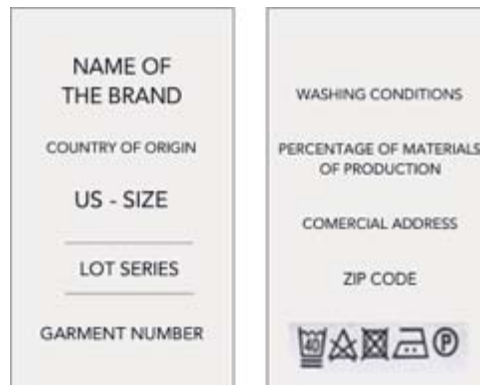 NAME OF
THE BRAND
COUNTRY OF ORIGIN
US - SIZE
LOT SERIES
GARMENT NUMBER
WASHING CONDITIONS
PERCENTAGE OF MATERIALS
OF PRODUCTION
COMERCIAL ADDRESS
ZIP CODE
40 P